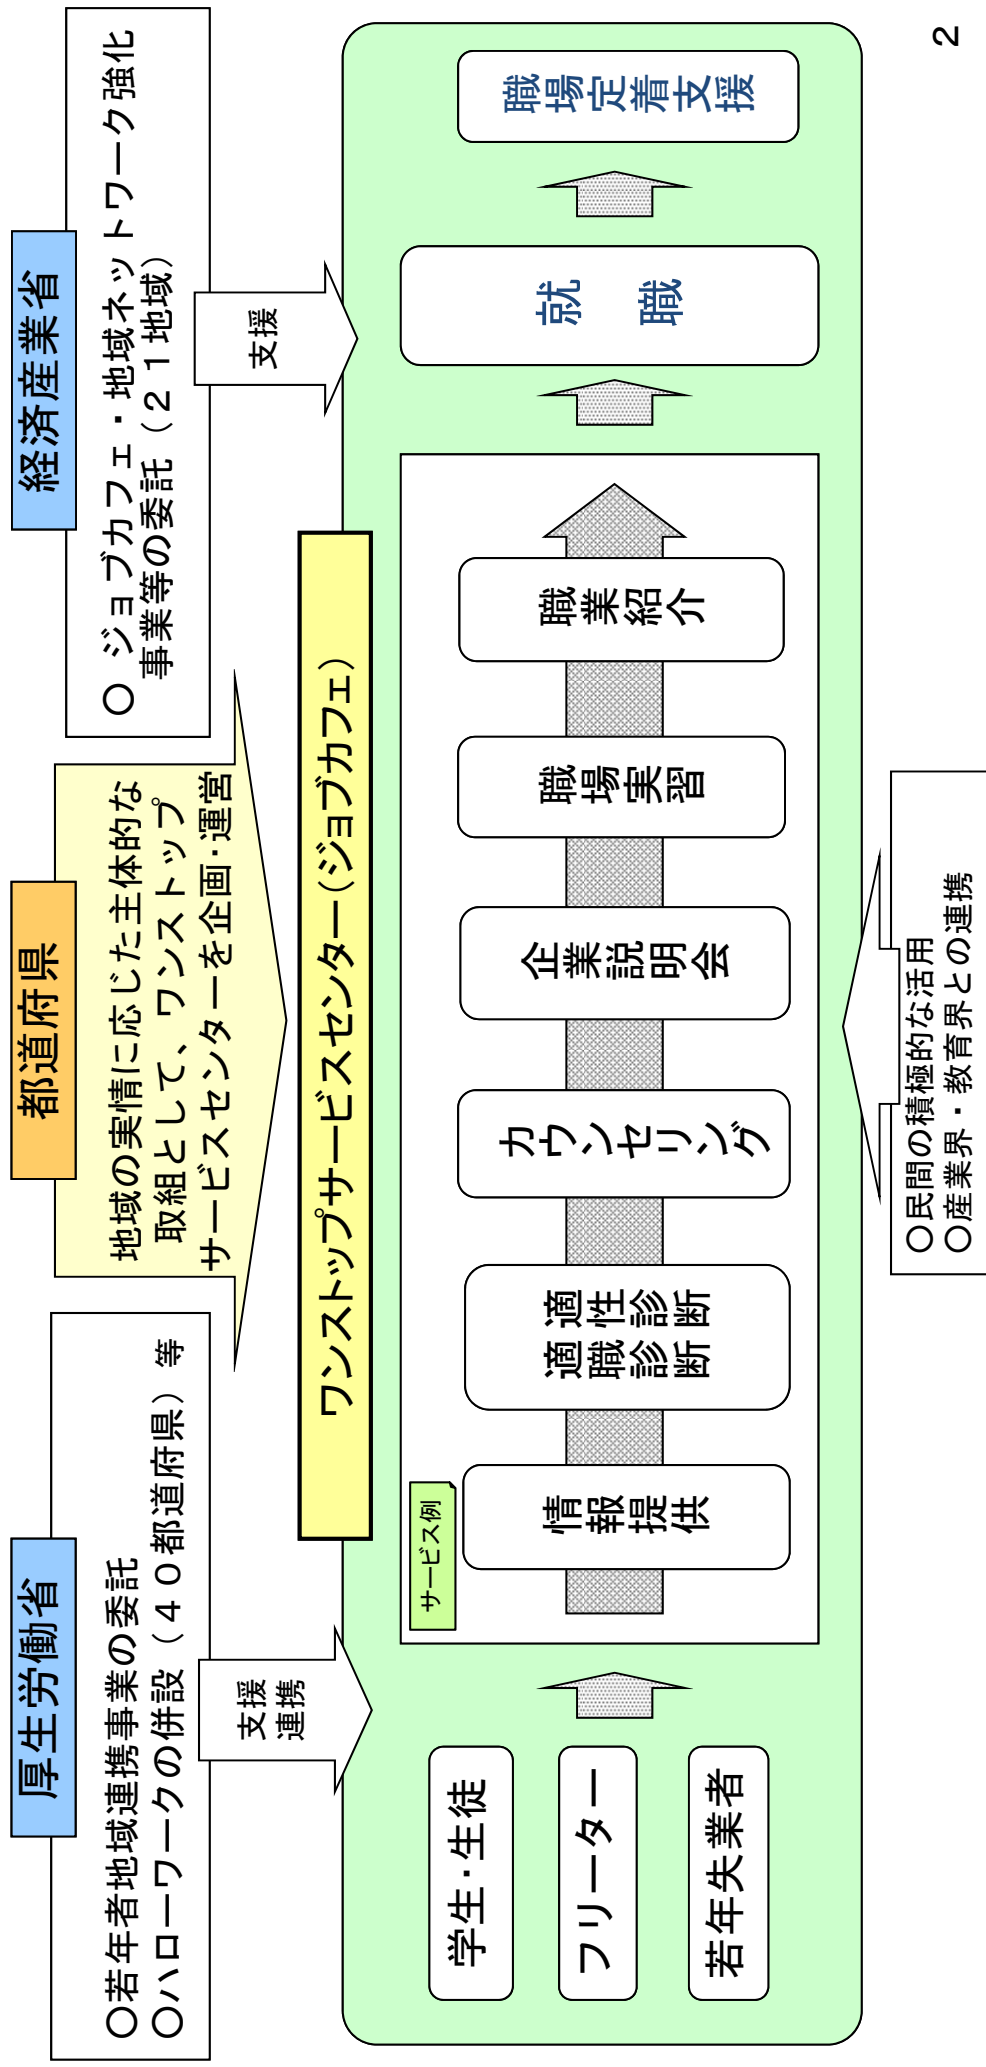 厚生労働省
○若年者地域連携事業の委託
○ハローワークの併設（４０都道府県）等
支援
連携
都道府県
地域の実情に応じた主体的な
取組として、ワンストップ
サービスセンターを企画･運営
経済産業省
○ ジョブカフェ・地域ネットワーク強化
事業等の委託（２１地域）
支援
ワンストップサービスセンター（ジョブカフェ）
学生･生徒
フリーター
若年失業者
サービス例
情報提供
適性診断
適職診断
カウンセリング
企業説明会
職場実習
職業紹介
就　職
職場定着支援
○民間の積極的な活用
○産業界・教育界との連携
2